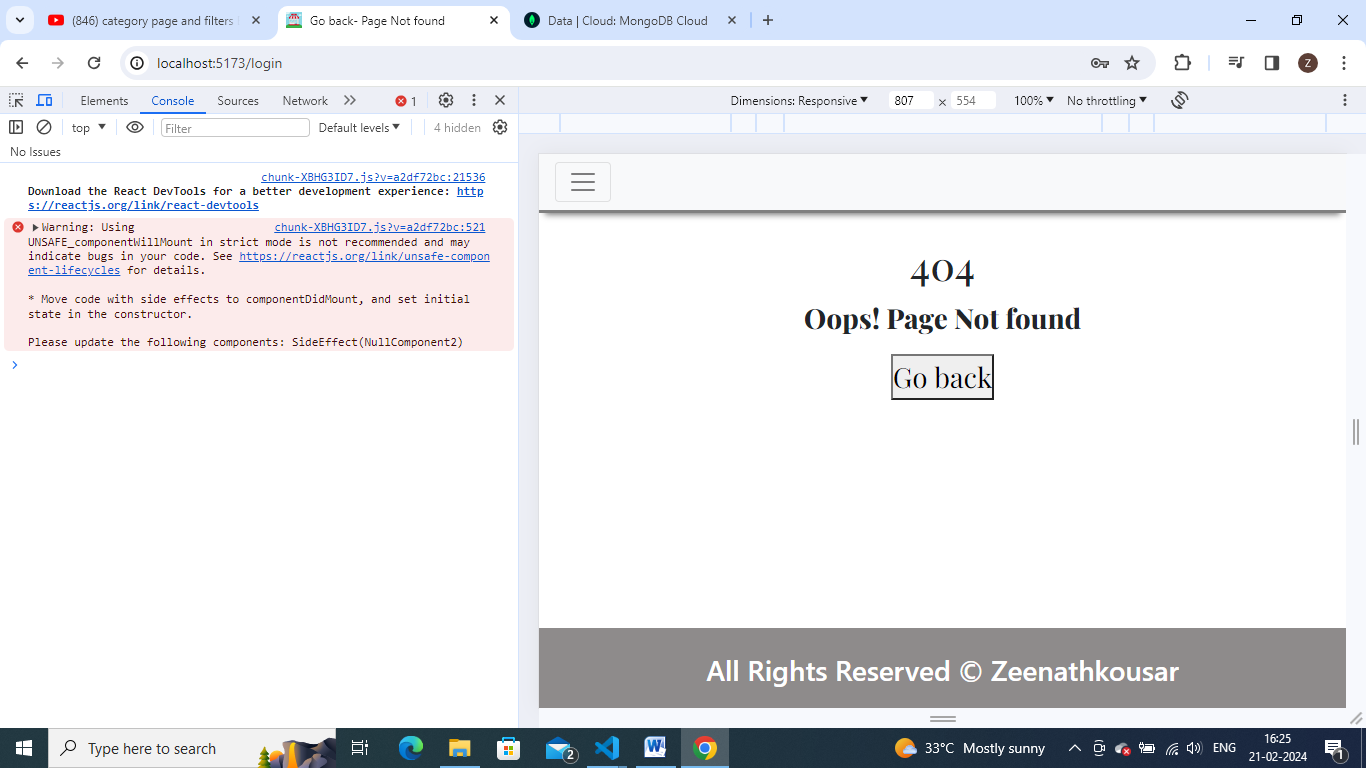 (846) category page and filters
Go back- Page Not found
Data | Cloud: MongoDB Cloud
localhost:5173/login
Z
Elements
Console
Sources
Network
1
Dimensions: Responsive
807
×
554
100%
No throttling
top
Filter
Default levels
4 hidden
No Issues
chunk-XBHG3ID7.js?v=a2df72bc:21536
Download the React DevTools for a better development experience: http
s://reactjs.org/link/react-devtools
Warning: Using
chunk-XBHG3ID7.js?v=a2df72bc:521
UNSAFE_componentWillMount in strict mode is not recommended and may
indicate bugs in your code. See https://reactjs.org/link/unsafe-compon
ent-lifecycles for details.
* Move code with side effects to componentDidMount, and set initial
state in the constructor.
Please update the following components: SideEffect(NullComponent2)
404
Oops! Page Not found
Go back
All Rights Reserved © Zeenathkousar
Type here to search
2
33°C Mostly sunny
ENG
16:25
21-02-2024
1